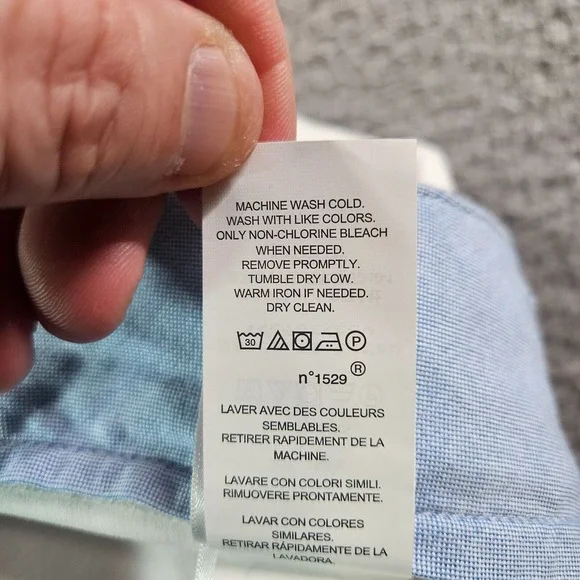 MACHINE WASH COLD.
WASH WITH LIKE COLORS.
ONLY NON-CHLORINE BLEACH
WHEN NEEDED.
REMOVE PROMPTLY.
TUMBLE DRY LOW.
WARM IRON IF NEEDED.
DRY CLEAN.
30 P
n°1529 ®
LAVER AVEC DES COULEURS
SEMBLABLES.
RETIRER RAPIDEMENT DE LA
MACHINE.
LAVARE CON COLORI SIMILI.
RIMUOVERE PRONTAMENTE.
LAVAR CON COLORES
SIMILARES.
RETIRAR RÁPIDAMENTE DE LA
LAVADORA.